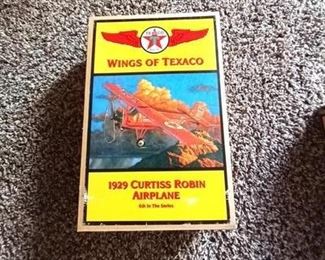 WINGS OF TEXACO
1929 CURTISS ROBIN
AIRPLANE
6th In The Series